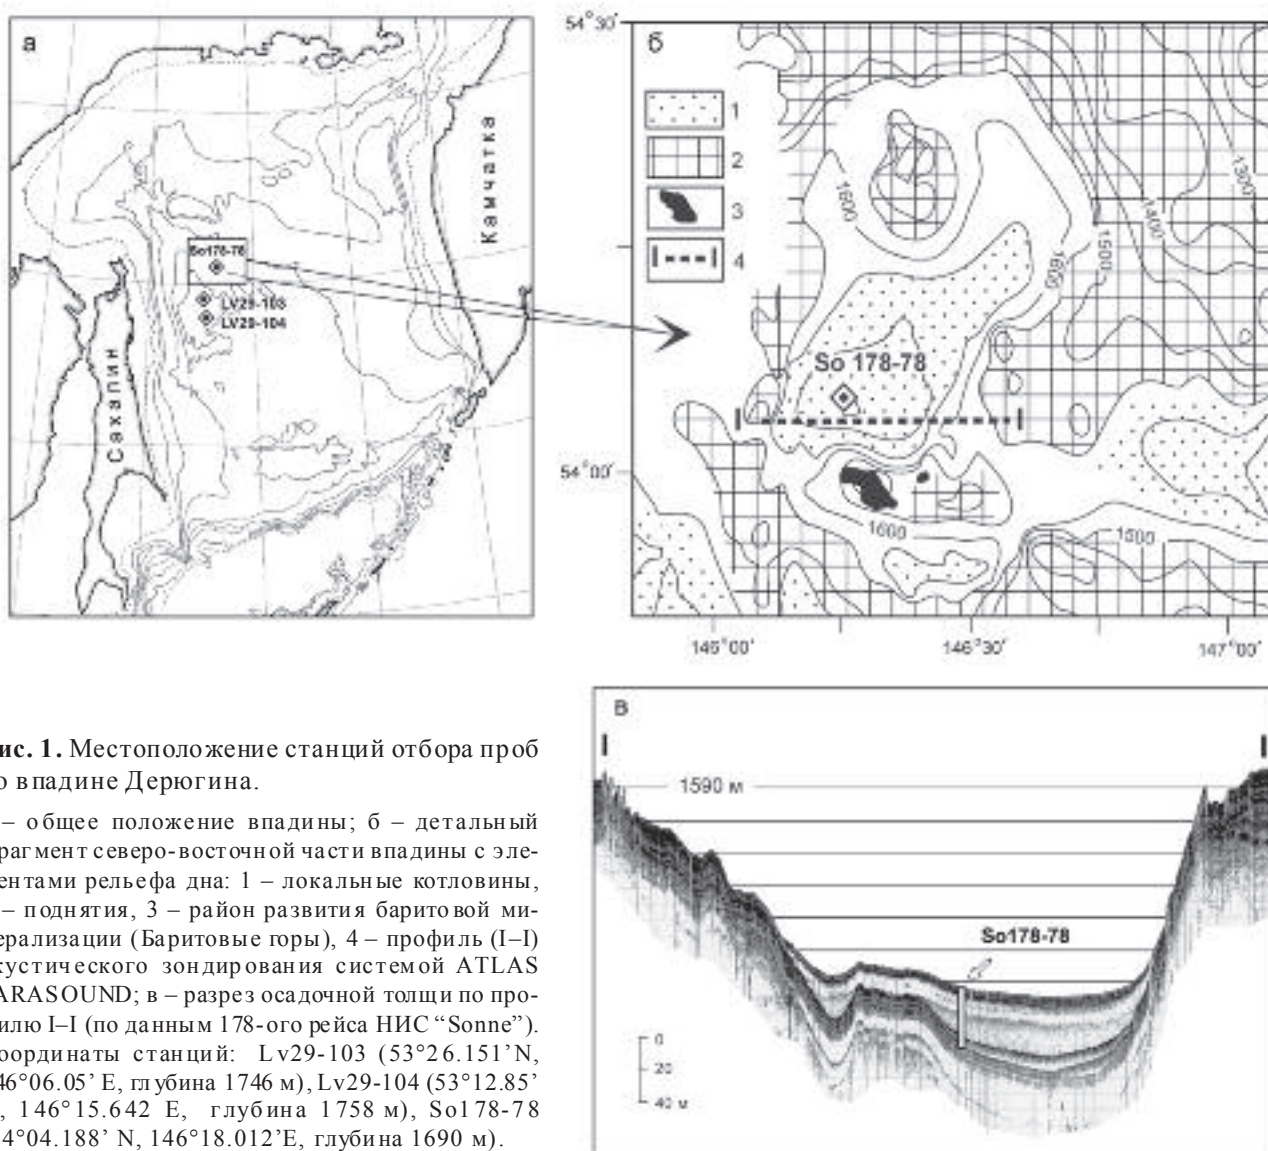 а
Камчатка
Сахалин
So178-78
LV29-103
LV29-104
54°30'
б
1
2
3
4
1600
1300
1400
1500
1600
So 178-78
54°00'
1600
1500
146°00'
146°30'
147°00'
в
1590 м
So178-78
0
20
40 м
ис. 1. Местоположение станций отбора проб
о впадине Дерюгина.
– общее положение впадины; б – детальный
рагмент северо-восточной части впадины с эле-
ентами рельефа дна: 1 – локальные котловины,
– поднятия, 3 – район развития баритовой ми-
ерализации (Баритовые горы), 4 – профиль (I–I)
кустического зондирования системой ATLAS
ARASOUND; в – разрез осадочной толщи по про-
илю I–I (по данным 178-ого рейса НИС “Sonne”).
оординаты станций: Lv29-103 (53°26.151’N,
46°06.05’ E, глубина 1746 м), Lv29-104 (53°12.85’
, 146°15.642 E, глубина 1758 м), So178-78
4°04.188’ N, 146°18.012’E, глубина 1690 м).